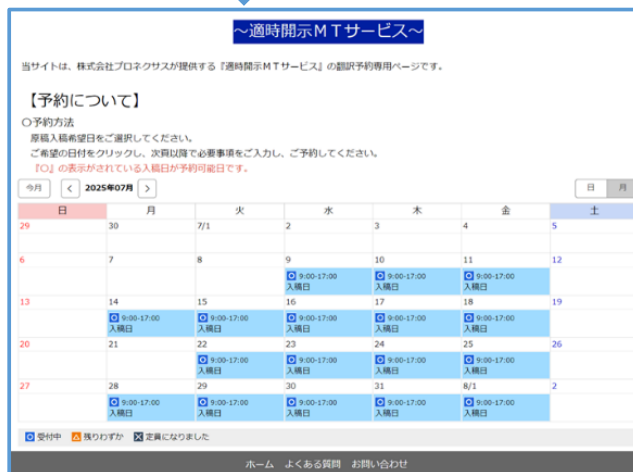 ～適時開示ＭＴサービス～
当サイトは、株式会社プロネクサスが提供する『適時開示ＭＴサービス』の翻訳予約専用ページです。
【予約について】
〇予約方法
原稿入稿希望日をご選択してください。
ご希望の日付をクリックし、次頁以降で必要事項をご入力し、ご予約してください。
『〇』の表示がされている入稿日が予約可能日です。
今月 < 2025年07月 > 日 月
日 月 火 水 木 金 土
29 30 7/1 2 3 4 5
6 7 8 9 10 11 12
9:00-17:00 9:00-17:00 9:00-17:00
入稿日 入稿日 入稿日
13 14 15 16 17 18 19
9:00-17:00 9:00-17:00 9:00-17:00 9:00-17:00 9:00-17:00
入稿日 入稿日 入稿日 入稿日 入稿日
20 21 22 23 24 25 26
9:00-17:00 9:00-17:00 9:00-17:00 9:00-17:00
入稿日 入稿日 入稿日 入稿日
27 28 29 30 31 8/1 2
9:00-17:00 9:00-17:00 9:00-17:00 9:00-17:00 9:00-17:00
入稿日 入稿日 入稿日 入稿日 入稿日
受付中 残りわずか 定員になりました
ホーム よくある質問 お問い合わせ